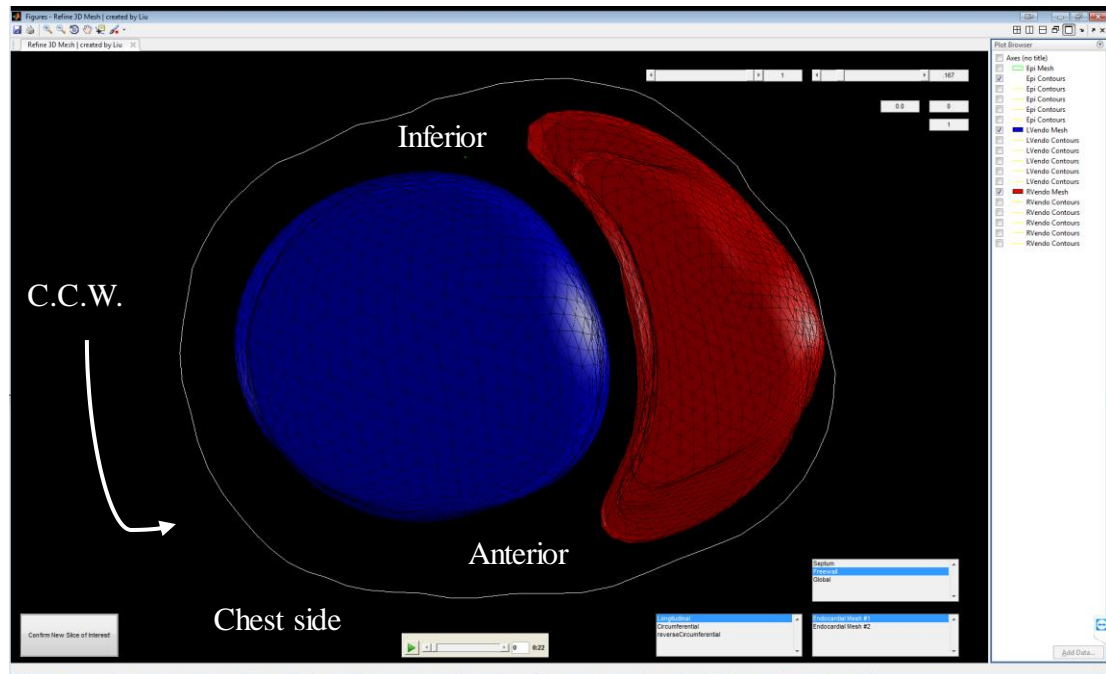 Figures - Refine 3D Mesh | created by Liu
Refine 3D Mesh | created by Liu
Plot Browser
1
.167
0.0
0
1
Axes (no title)
Epi Mesh
Epi Contours
Epi Contours
Epi Contours
Epi Contours
Epi Contours
LVendo Mesh
LVendo Contours
LVendo Contours
LVendo Contours
LVendo Contours
LVendo Contours
RVendo Mesh
RVendo Contours
RVendo Contours
RVendo Contours
RVendo Contours
RVendo Contours
Inferior
C.C.W.
Anterior
Chest side
Septum
Freewall
Global
Confirm New Slice of Interest
0
0:22
Longitudinal
Circumferential
reverseCircumferential
Endocardial Mesh #1
Endocardial Mesh #2
Add Data...